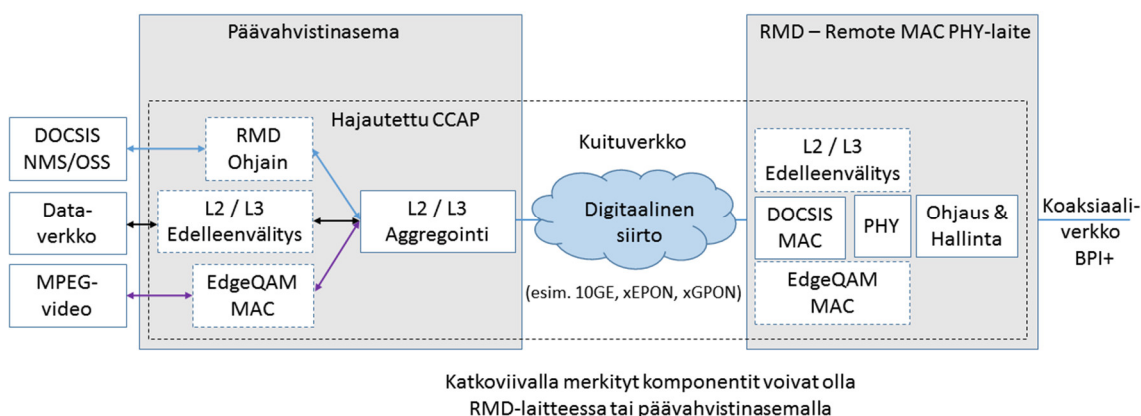 Päävahvistinasema
RMD – Remote MAC PHY-laite
Hajautettu CCAP
DOCSIS
NMS/OSS
RMD
Ohjain
Data-
verkko
L2 / L3
Edelleenvälitys
L2 / L3
Aggregointi
MPEG-
video
EdgeQAM
MAC
Kuituverkko
Digitaalinen
siirto
(esim. 10GE, xEPON, xGPON)
L2 / L3
Edelleenvälitys
DOCSIS
MAC
PHY
Ohjaus &
Hallinta
EdgeQAM
MAC
Koaksiaali-
verkko
BPI+
Katkoviivalla merkityt komponentit voivat olla
RMD-laitteessa tai päävahvistinasemalla